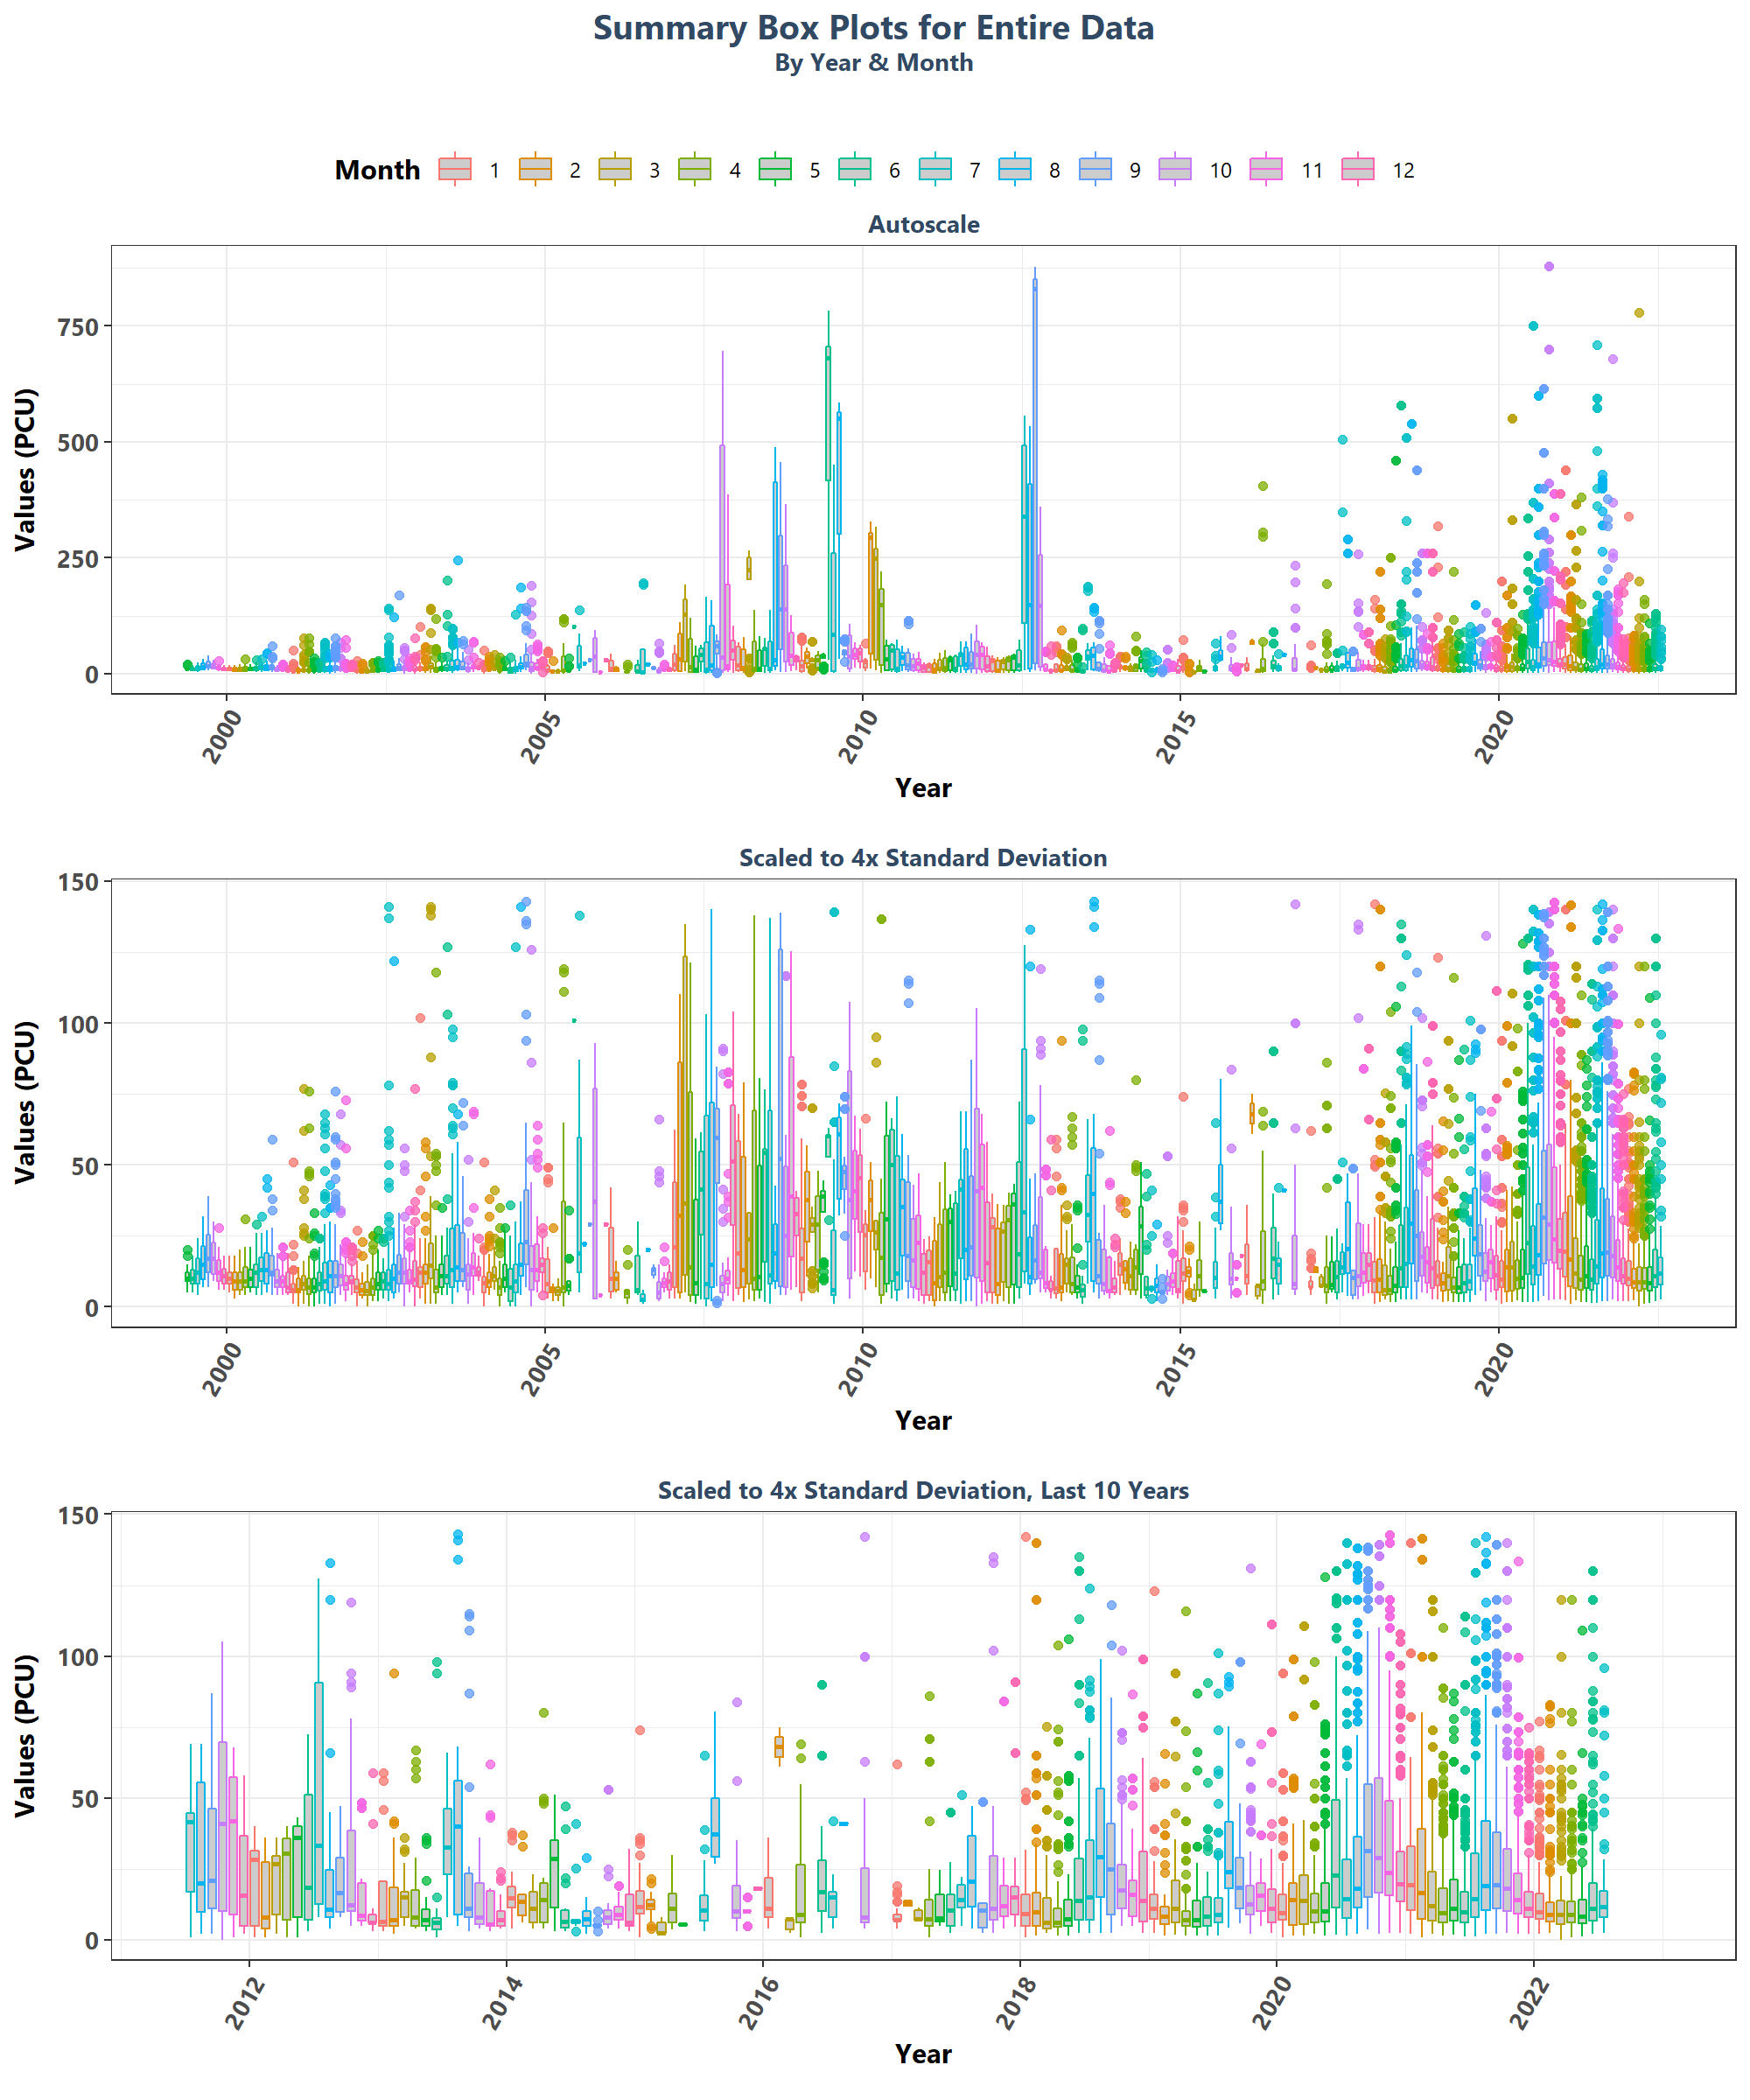 Summary Box Plots for Entire Data
By Year & Month
Month 1 2 3 4 5 6 7 8 9 10 11 12
Autoscale
Values (PCU)
750
500
250
0
2000 2005 2010 2015 2020
Year
Scaled to 4x Standard Deviation
Values (PCU)
150
100
50
0
2000 2005 2010 2015 2020
Year
Scaled to 4x Standard Deviation, Last 10 Years
Values (PCU)
150
100
50
0
2012 2014 2016 2018 2020 2022
Year